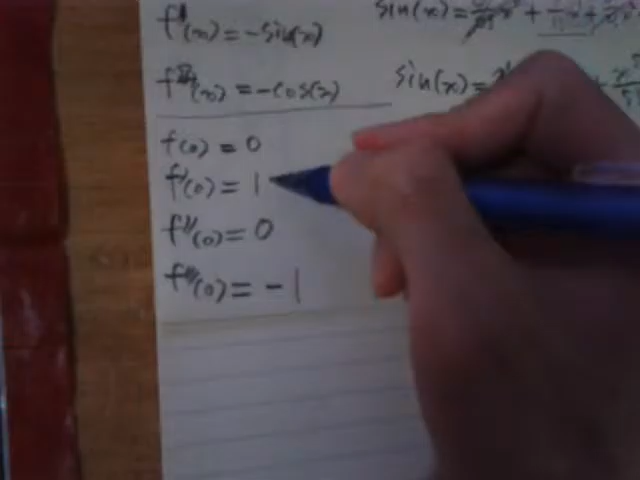 f''(x) = -sin(x)
f'''(x) = -cos(x)
f(0) = 0
f'(0) = 1
f''(0) = 0
f'''(0) = -1
sin(x) =
sin(x) =